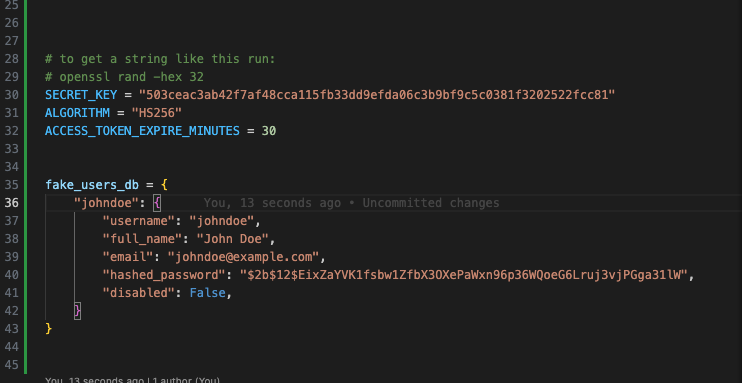 25
26
27
28 # to get a string like this run:
29 # openssl rand -hex 32
30 SECRET_KEY = "503ceac3ab42f7af48cca115fb33dd9efda06c3b9bf9c5c0381f3202522fcc81"
31 ALGORITHM = "HS256"
32 ACCESS_TOKEN_EXPIRE_MINUTES = 30
33
34
35 fake_users_db = {
36 "johndoe": { You, 13 seconds ago • Uncommitted changes
37 "username": "johndoe",
38 "full_name": "John Doe",
39 "email": "johndoe@example.com",
40 "hashed_password": "$2b$12$EixZaYVK1fsbw1ZfbX3OXePaWxn96p36WQoeG6Lruj3vjPGga31lW",
41 "disabled": False,
42 }
43 }
44
45
You, 13 seconds ago | 1 author (You)